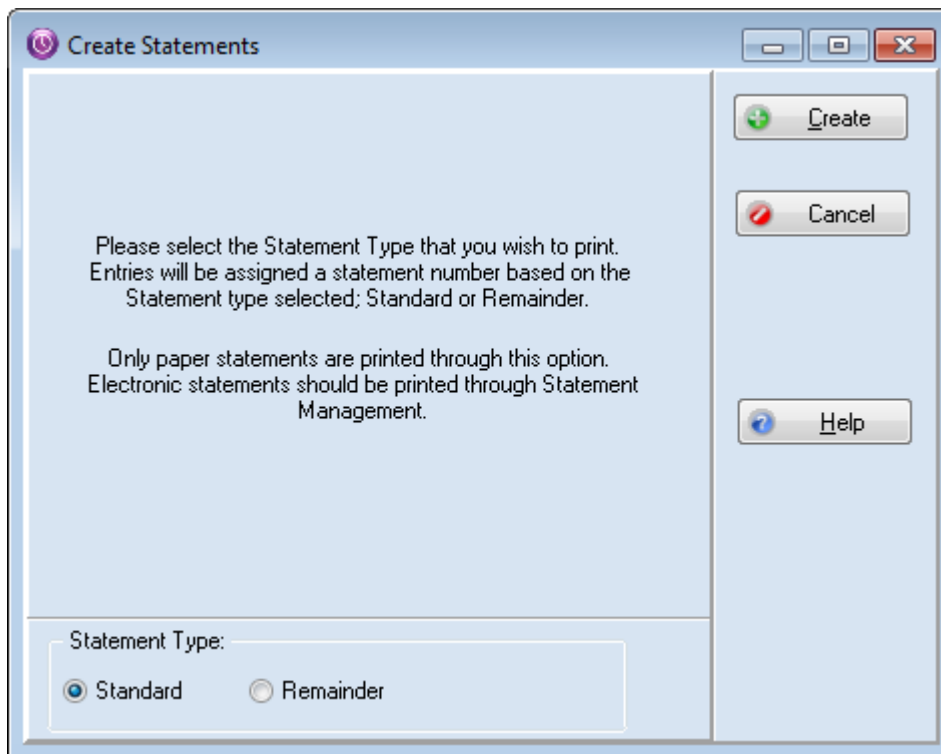 Create Statements
Create
Cancel
Please select the Statement Type that you wish to print.
Entries will be assigned a statement number based on the
Statement type selected; Standard or Remainder.
Only paper statements are printed through this option.
Electronic statements should be printed through Statement
Management.
Help
Statement Type:
Standard Remainder